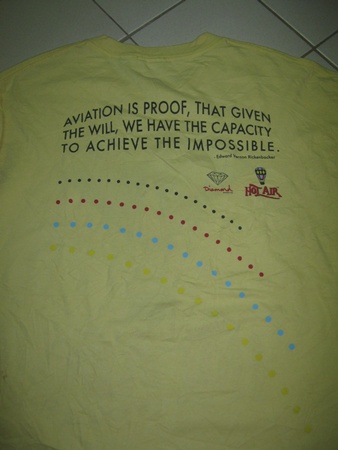 AVIATION IS PROOF, THAT GIVEN
THE WILL, WE HAVE THE CAPACITY
TO ACHIEVE THE IMPOSSIBLE.
Edward Vernon Rickenbacker
Diamond
HOT AIR